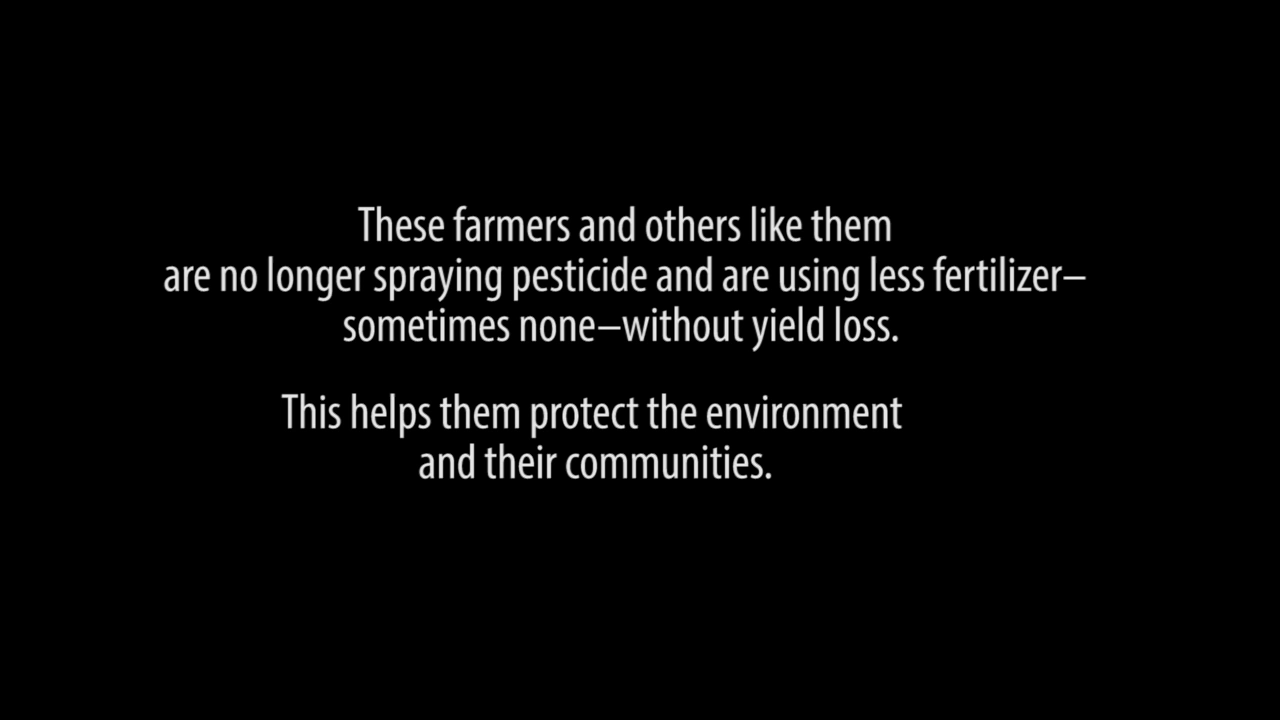 These farmers and others like them
are no longer spraying pesticide and are using less fertilizer–
sometimes none–without yield loss.
This helps them protect the environment
and their communities.